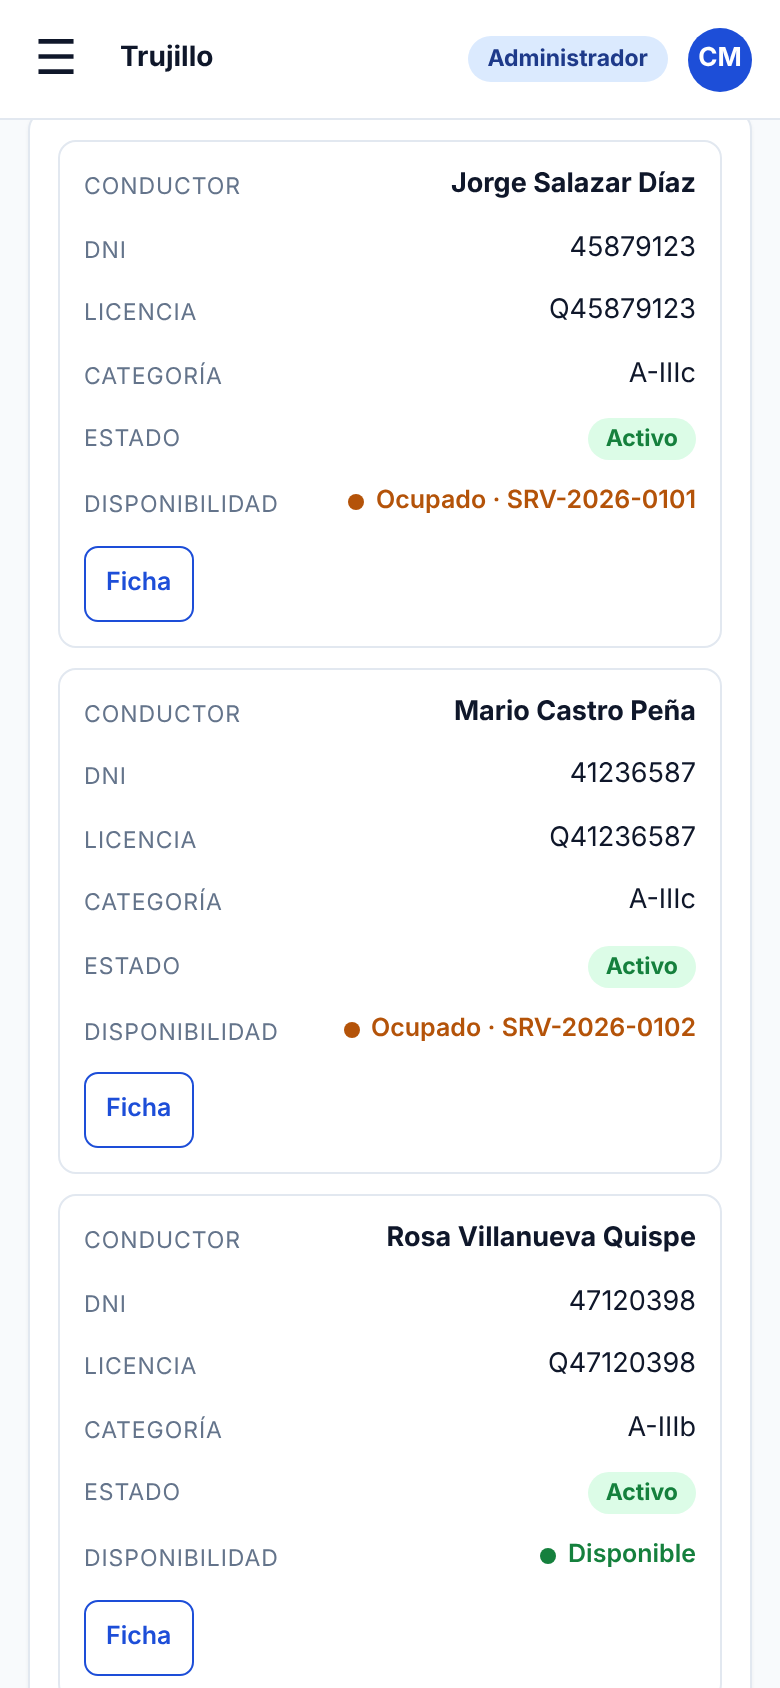 Trujillo
Administrador
CM
CONDUCTOR Jorge Salazar Díaz
DNI 45879123
LICENCIA Q45879123
CATEGORÍA A-IIIc
ESTADO Activo
DISPONIBILIDAD Ocupado · SRV-2026-0101
Ficha
CONDUCTOR Mario Castro Peña
DNI 41236587
LICENCIA Q41236587
CATEGORÍA A-IIIc
ESTADO Activo
DISPONIBILIDAD Ocupado · SRV-2026-0102
Ficha
CONDUCTOR Rosa Villanueva Quispe
DNI 47120398
LICENCIA Q47120398
CATEGORÍA A-IIIb
ESTADO Activo
DISPONIBILIDAD Disponible
Ficha